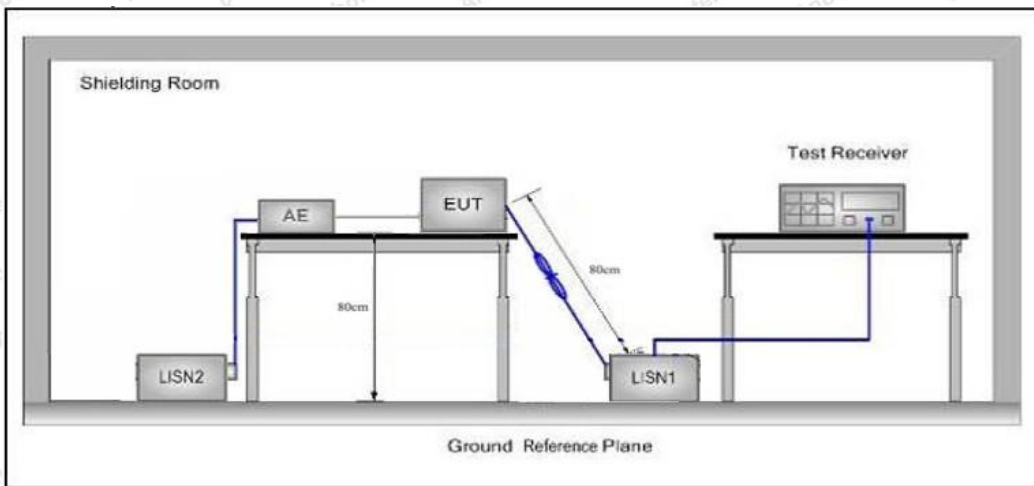 Shielding Room
Test Receiver
AE
EUT
80cm
80cm
LISN2
LISN1
Ground Reference Plane